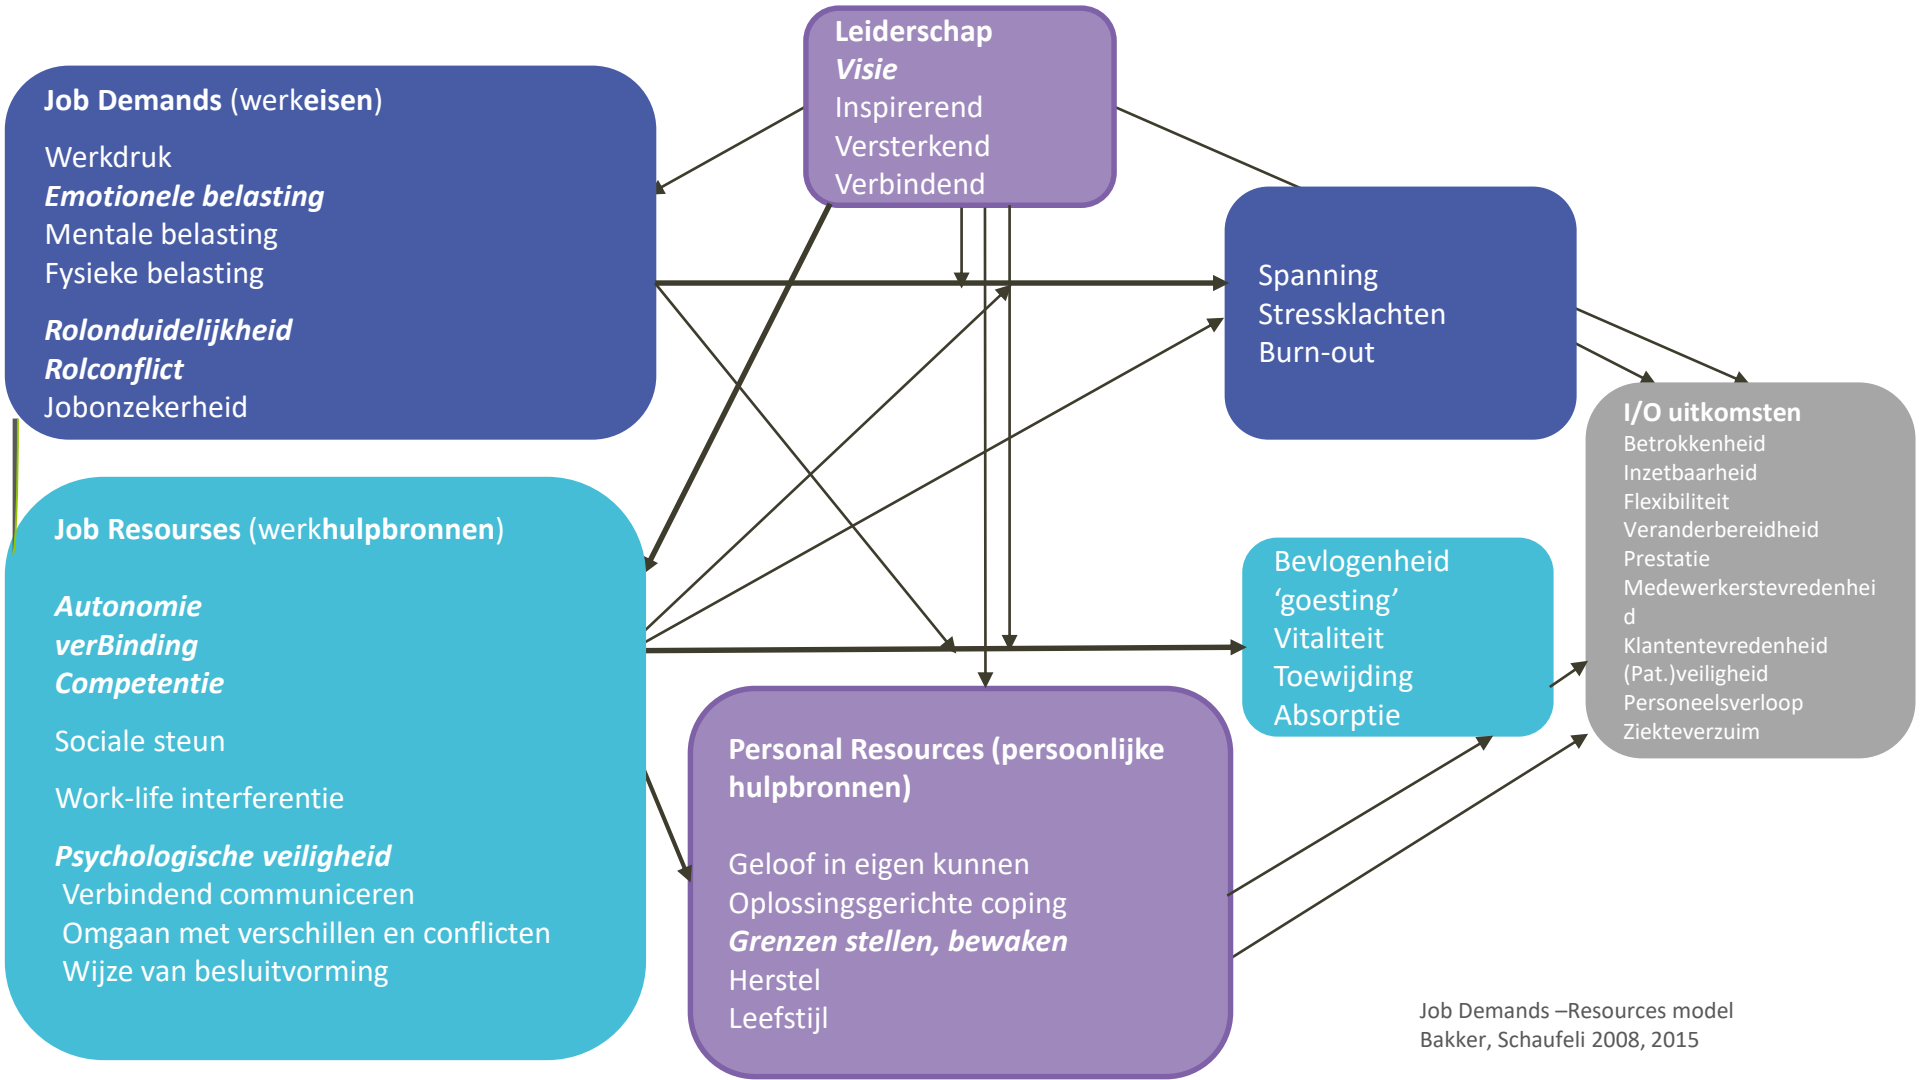 Leiderschap
Visie
Inspirerend
Versterkend
Verbindend
Job Demands (werkeisen)
Werkdruk
Emotionele belasting
Mentale belasting
Fysieke belasting
Rolonduidelijkheid
Rolconflict
Jobonzekerheid
Spanning
Stressklachten
Burn-out
I/O uitkomsten
Betrokkenheid
Inzetbaarheid
Flexibiliteit
Veranderbereidheid
Prestatie
Medewerkerstevredenhei
d
Klantentevredenheid
(Pat.)veiligheid
Personeelsverloop
Ziekteverzuim
Job Resourses (werkhulpbronnen)
Autonomie
verBinding
Competentie
Sociale steun
Work-life interferentie
Psychologische veiligheid
Verbindend communiceren
Omgaan met verschillen en conflicten
Wijze van besluitvorming
Bevlogenheid
‘goesting’
Vitaliteit
Toewijding
Absorptie
Personal Resources (persoonlijke
hulpbronnen)
Geloof in eigen kunnen
Oplossingsgerichte coping
Grenzen stellen, bewaken
Herstel
Leefstijl
Job Demands –Resources model
Bakker, Schaufeli 2008, 2015